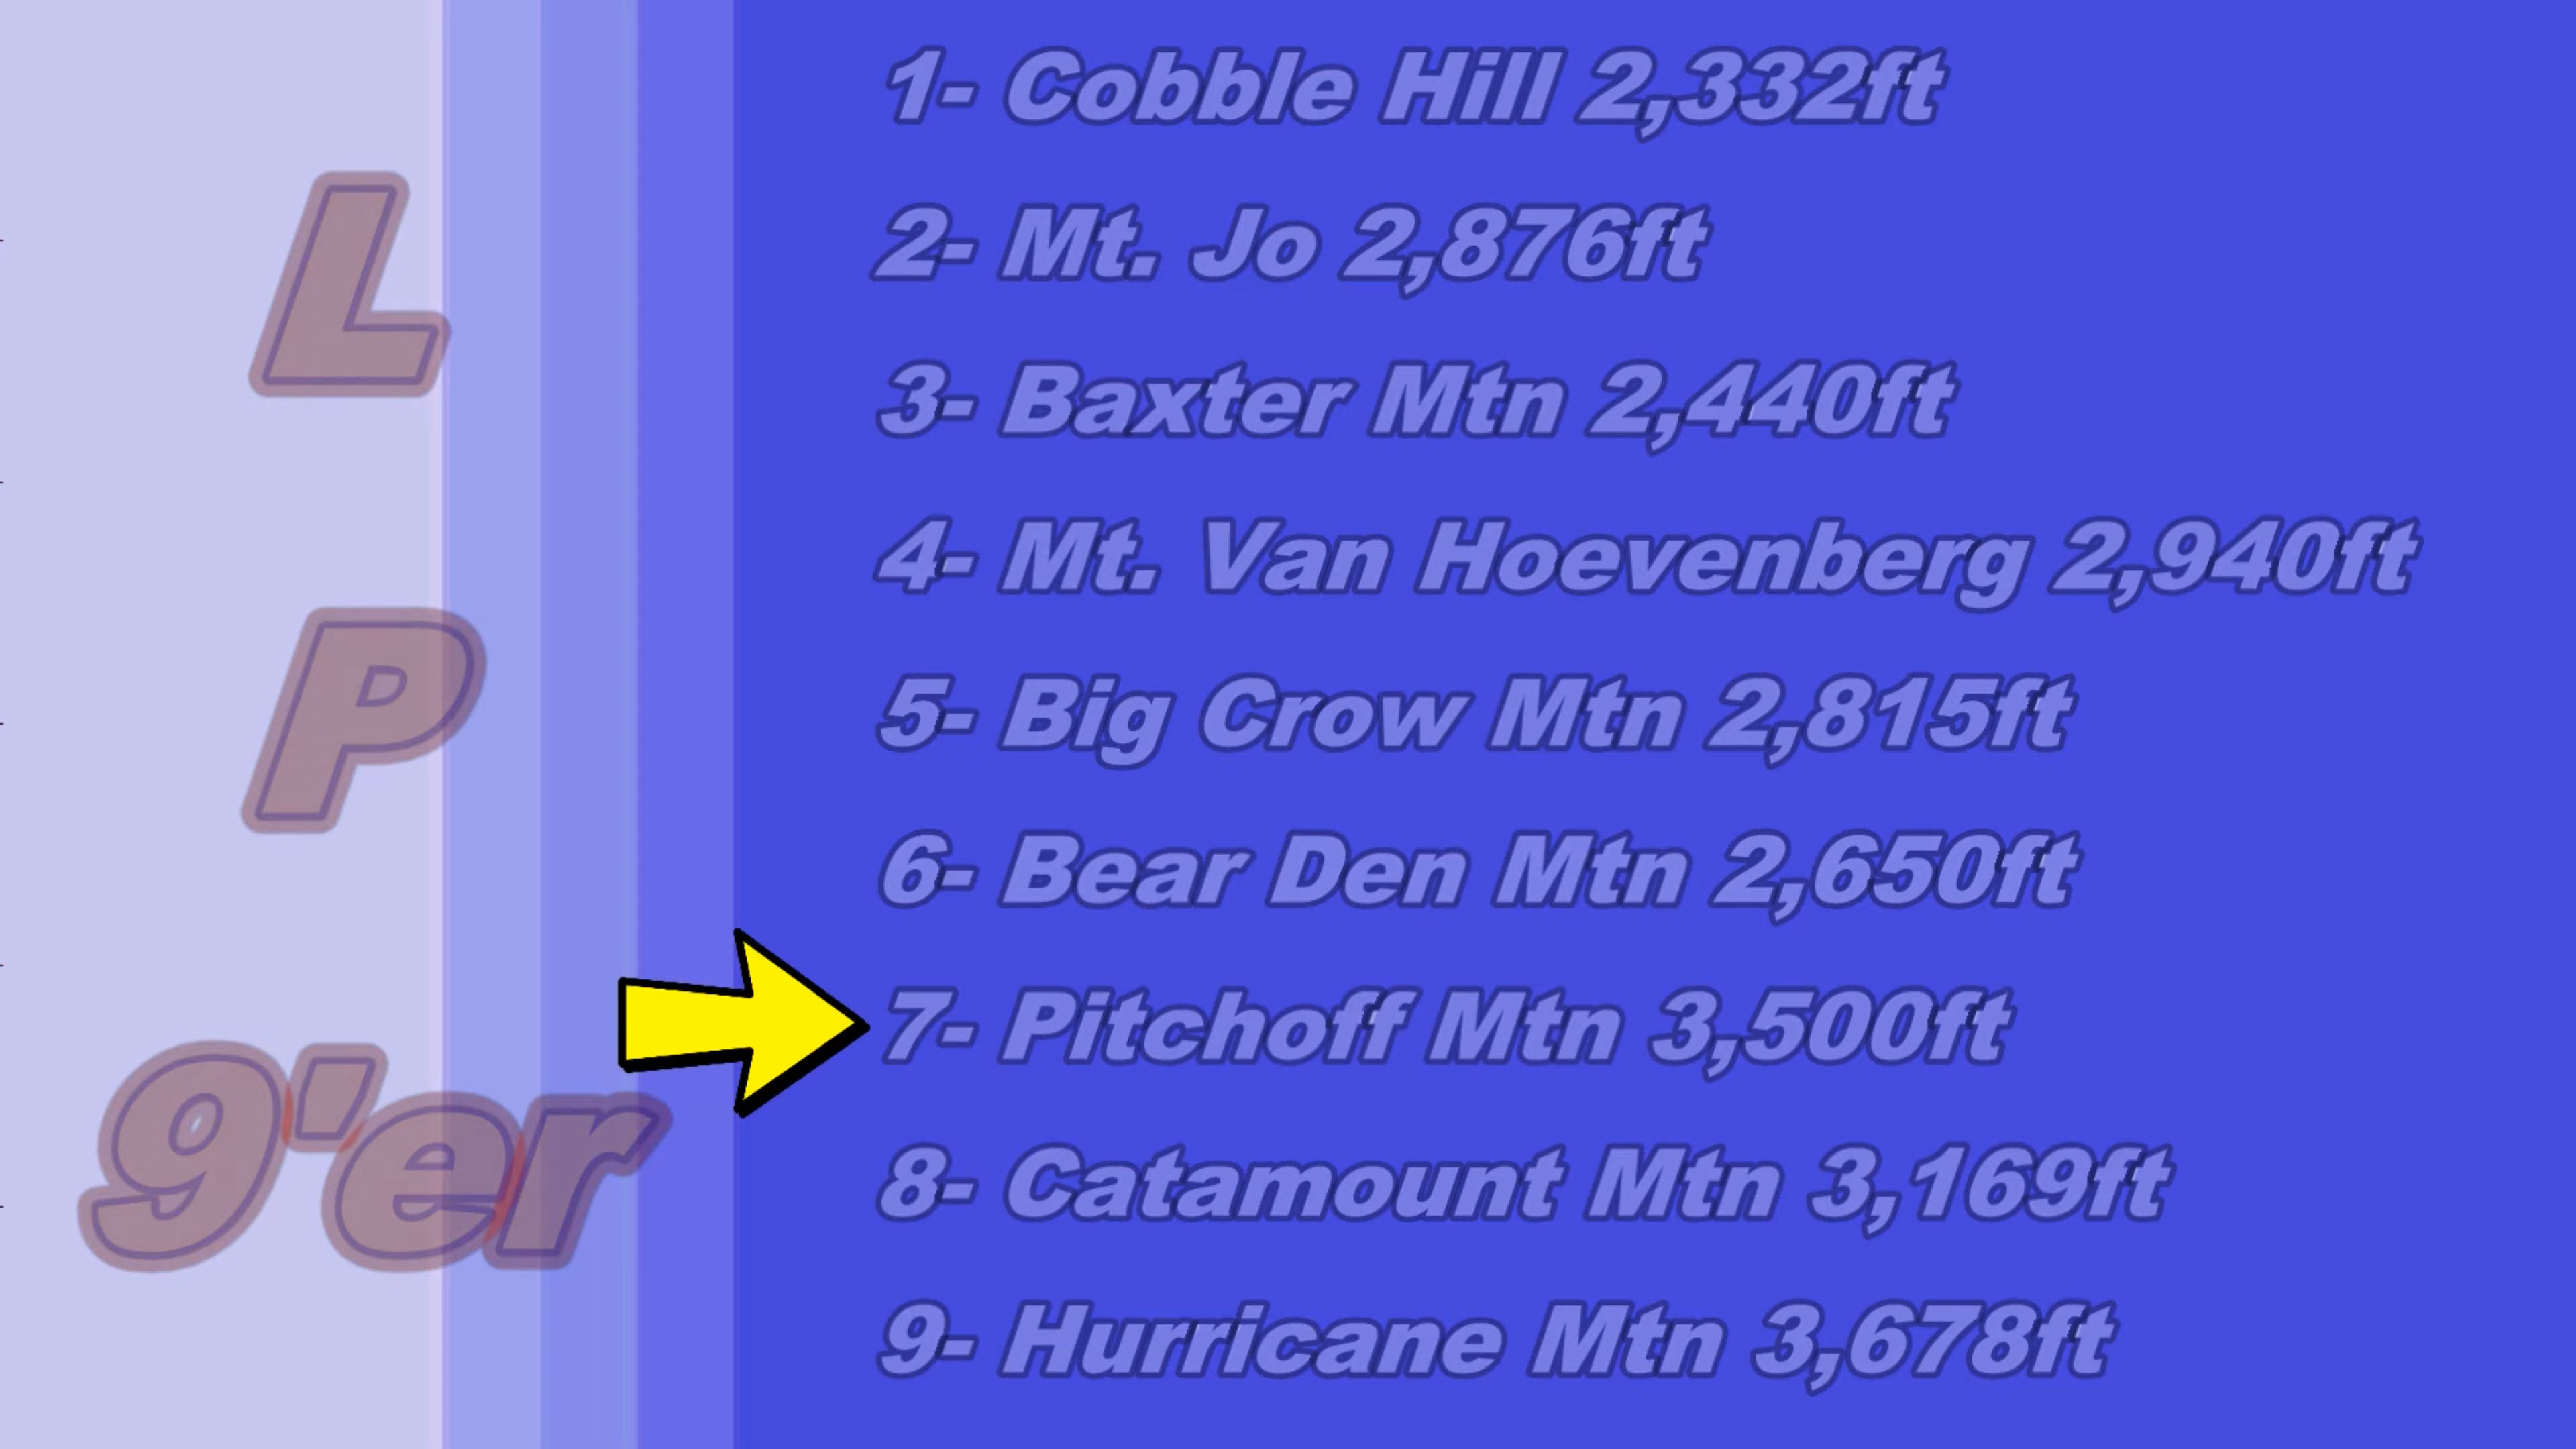 L
P
9'er
1- Cobble Hill 2,332ft
2- Mt. Jo 2,876ft
3- Baxter Mtn 2,440ft
4- Mt. Van Hoevenberg 2,940ft
5- Big Crow Mtn 2,815ft
6- Bear Den Mtn 2,650ft
7- Pitchoff Mtn 3,500ft
8- Catamount Mtn 3,169ft
9- Hurricane Mtn 3,678ft